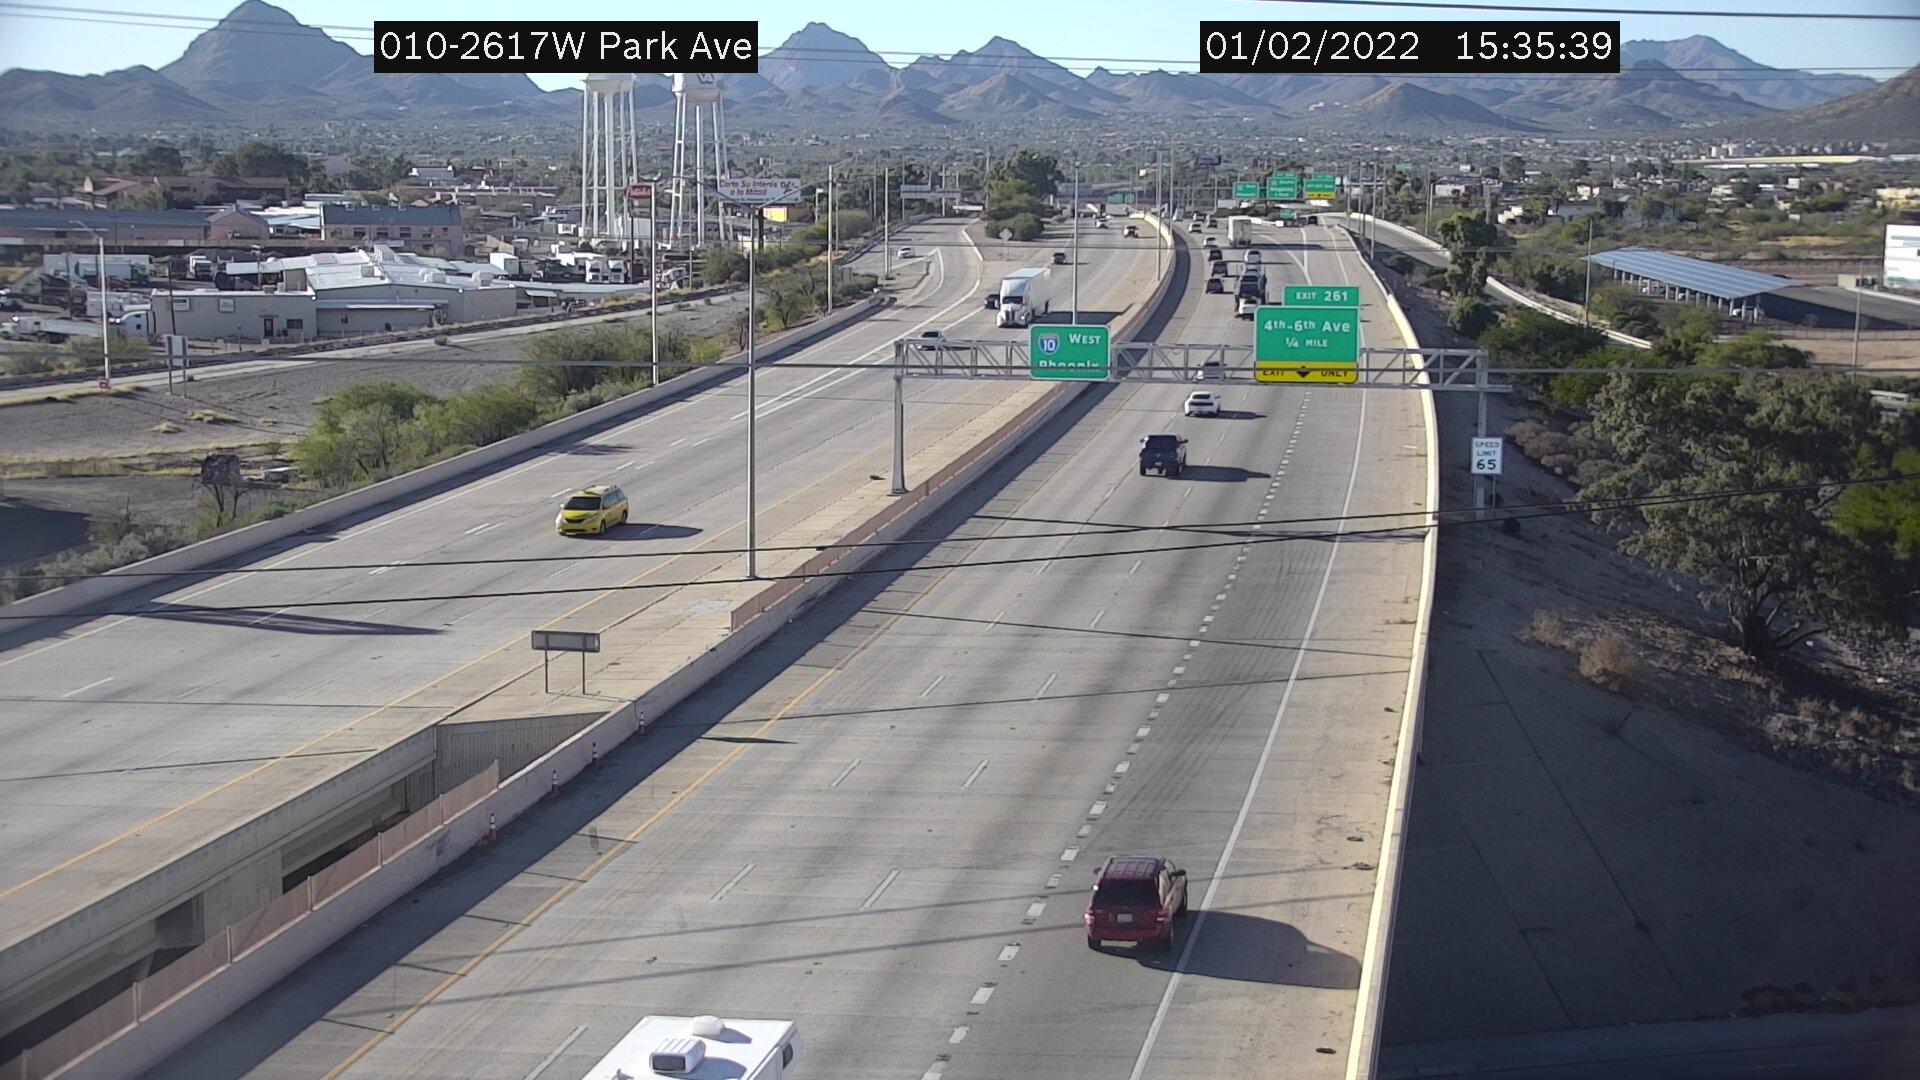 010-2617W Park Ave
01/02/2022 15:35:39
EXIT 261
4th-6th Ave
1/4 MILE
EXIT ONLY
10 WEST
Phoenix
SPEED
LIMIT
65